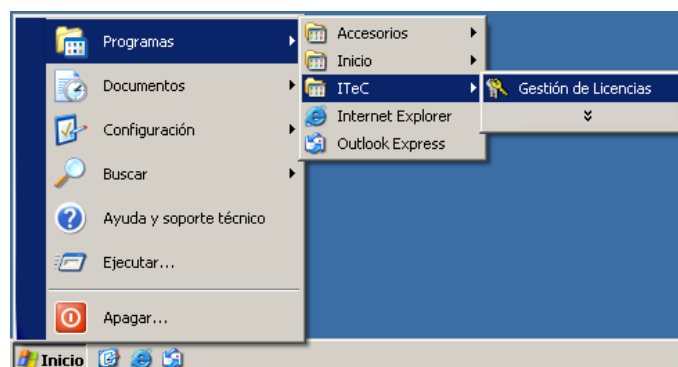 Programas
Documentos
Configuración
Buscar
Ayuda y soporte técnico
Ejecutar...
Apagar...
Accesorios
Inicio
ITeC
Internet Explorer
Outlook Express
Gestión de Licencias
Inicio